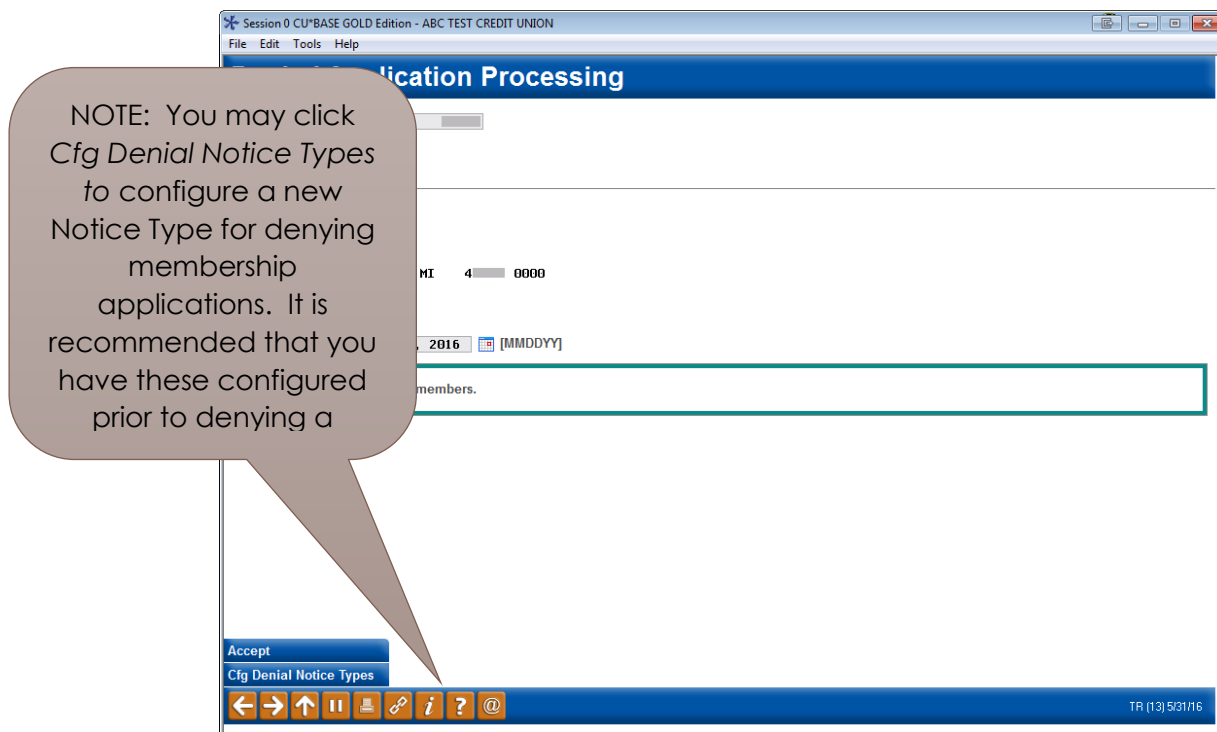 Session 0 CU*BASE GOLD Edition - ABC TEST CREDIT UNION
File Edit Tools Help
Application Processing
NOTE: You may click
Cfg Denial Notice Types
to configure a new
Notice Type for denying
membership
applications. It is
recommended that you
have these configured
prior to denying a
MI 4 0000
2016 [MMDDYY]
members.
Accept
Cfg Denial Notice Types
TR (13) 5/31/16